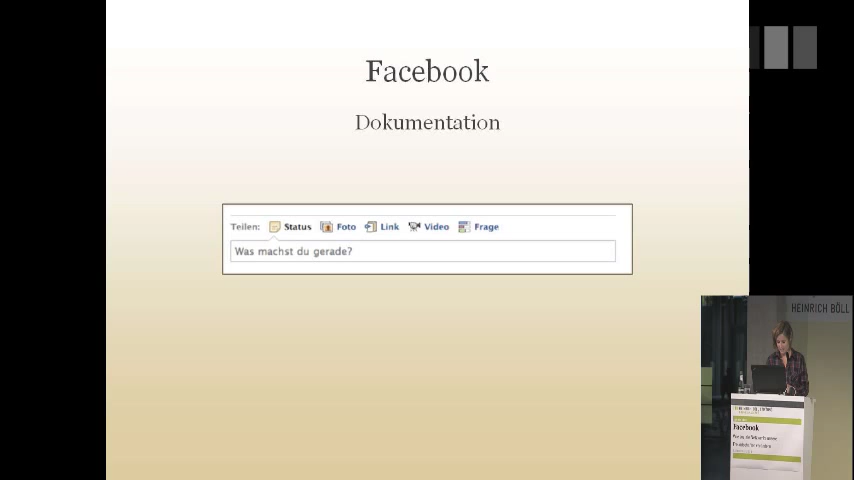 Facebook
Dokumentation
Teilen: Status Foto Link Video Frage
Was machst du gerade?
HEINRICH BÖLL
Facebook